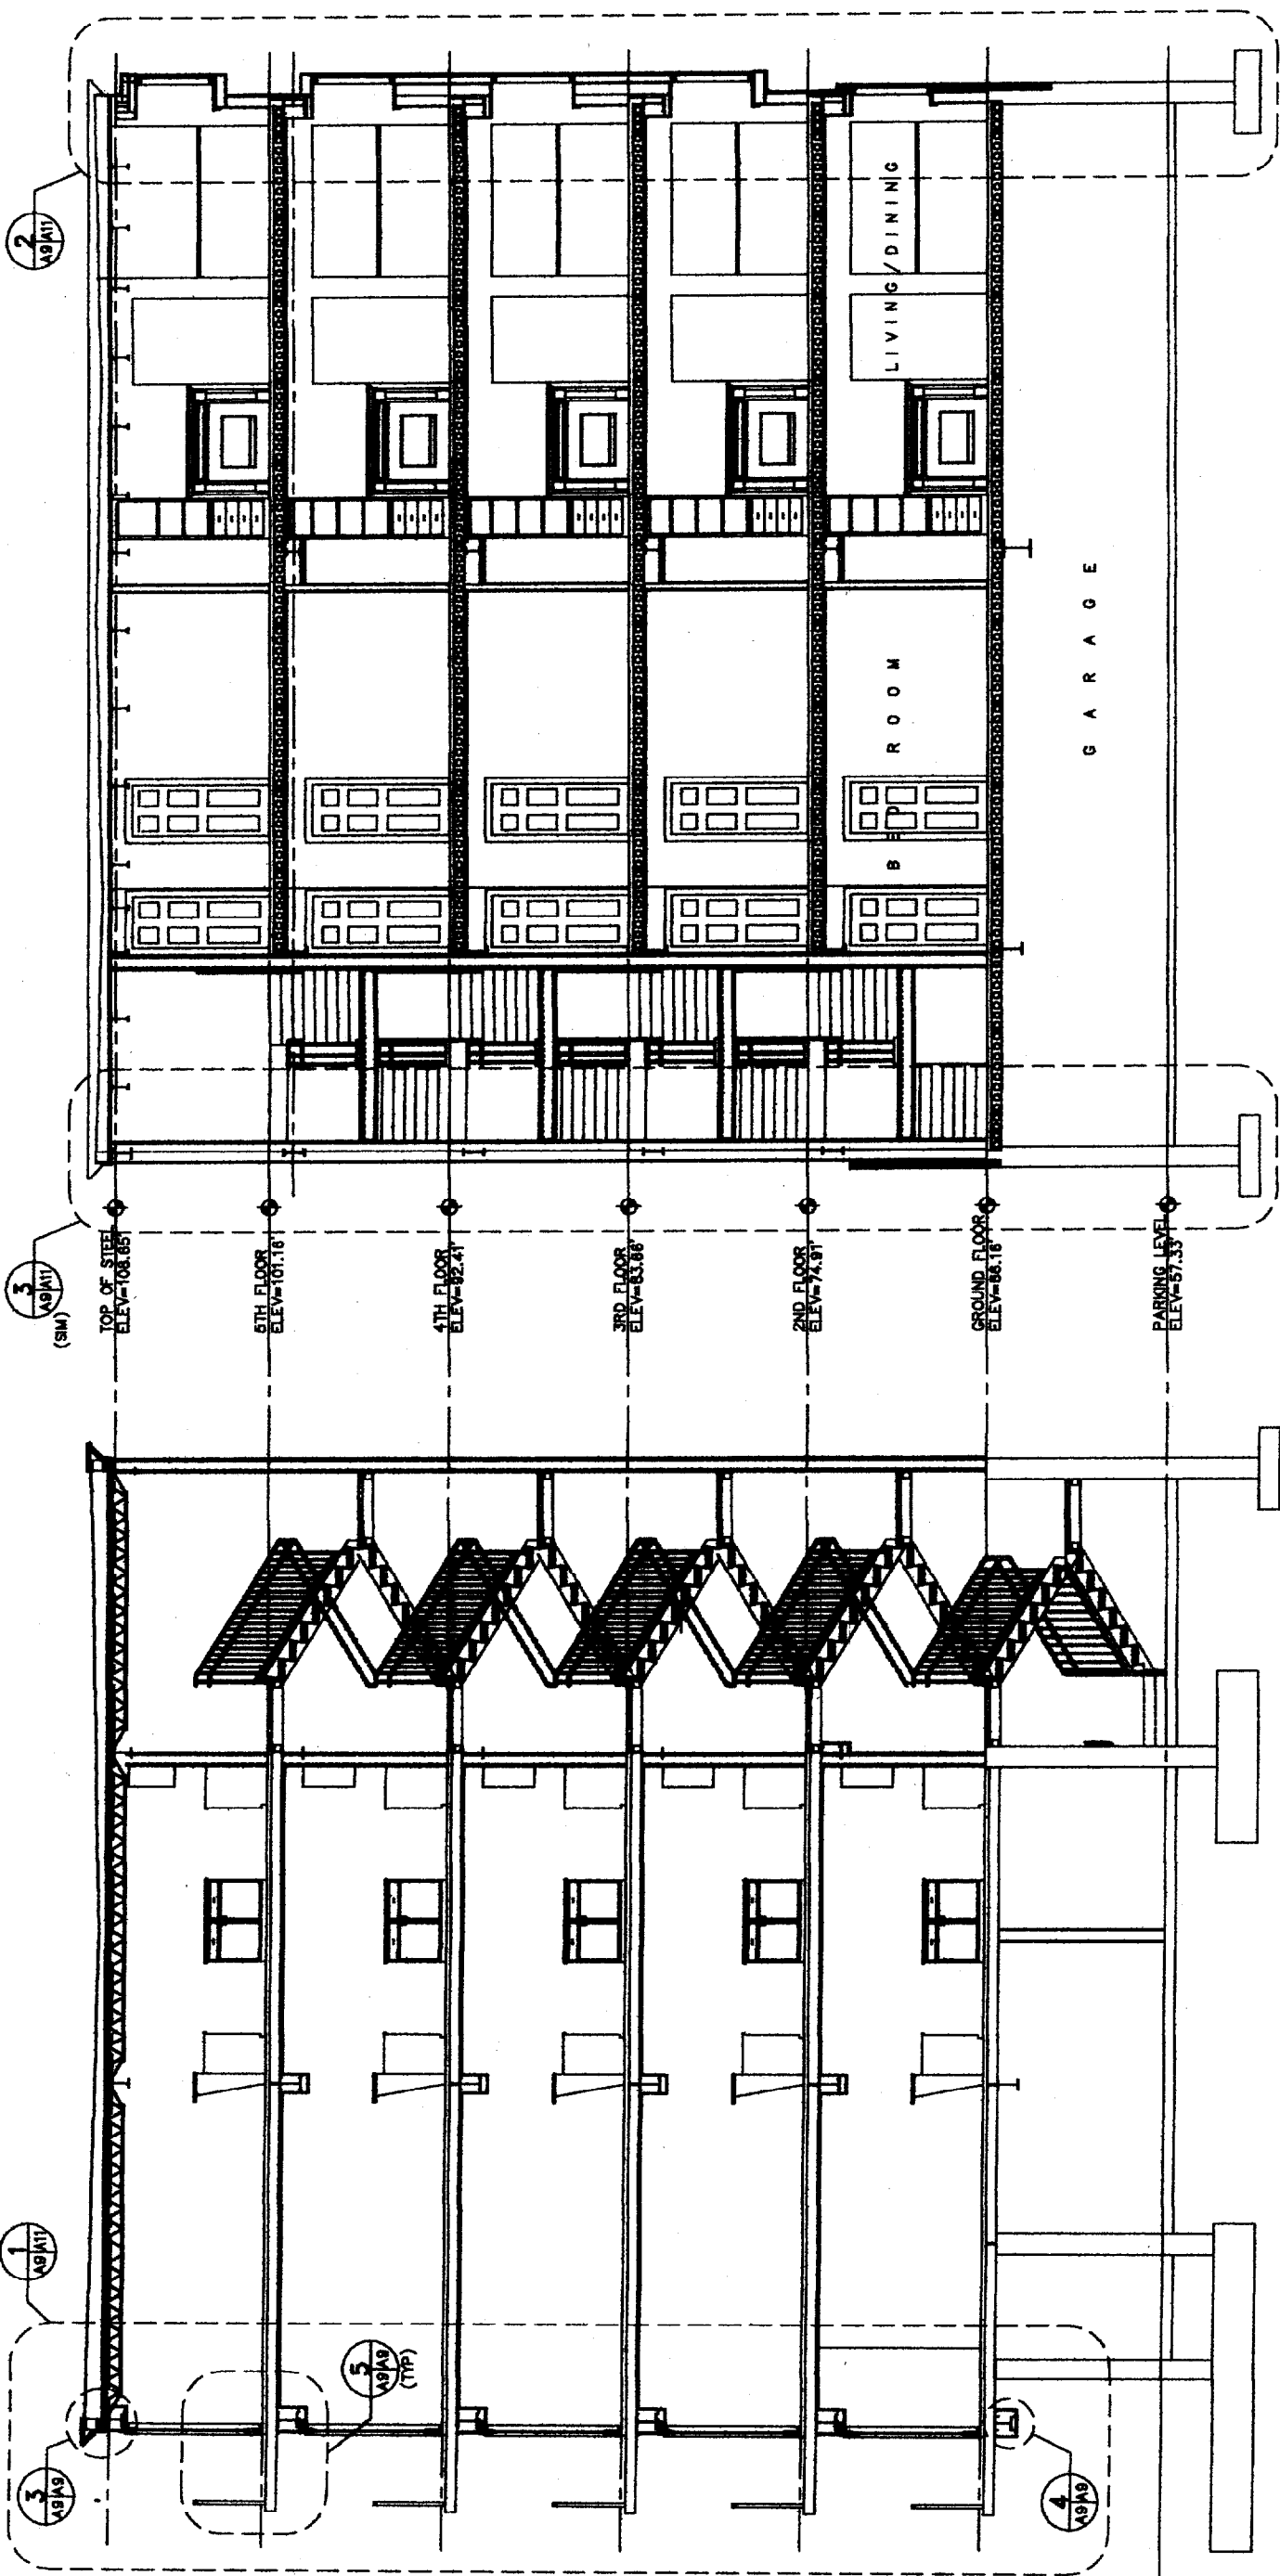 1
A9 A11
3
A9 A9
5
A9 A9
(TYP)
4
A9 A9
3
A9 A11
(SIM)
TOP OF STEEL
ELEV=108.65'
5TH FLOOR
ELEV=101.16'
4TH FLOOR
ELEV=92.41'
3RD FLOOR
ELEV=83.66'
2ND FLOOR
ELEV=74.91'
GROUND FLOOR
ELEV=66.16'
PARKING LEVEL
ELEV=57.33'
2
A9 A11
BED ROOM
LIVING/DINING
GARAGE